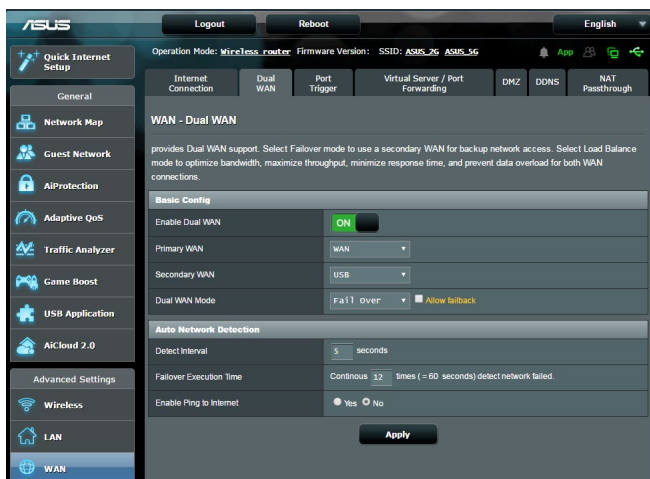 ASUS
Logout
Reboot
English
Quick Internet Setup
Operation Mode: Wireless router Firmware Version: SSID: ASUS_2G ASUS_5G
App
Internet Connection
Dual WAN
Port Trigger
Virtual Server / Port Forwarding
DMZ
DDNS
NAT Passthrough
General
Network Map
Guest Network
AiProtection
Adaptive QoS
Traffic Analyzer
Game Boost
USB Application
AiCloud 2.0
Advanced Settings
Wireless
LAN
WAN
WAN - Dual WAN
provides Dual WAN support. Select Failover mode to use a secondary WAN for backup network access. Select Load Balance
mode to optimize bandwidth, maximize throughput, minimize response time, and prevent data overload for both WAN
connections.
Basic Config
Enable Dual WAN
ON
Primary WAN
WAN
Secondary WAN
USB
Dual WAN Mode
Fail Over
Allow failback
Auto Network Detection
Detect Interval
5 seconds
Failover Execution Time
Continous 12 times ( = 60 seconds) detect network failed.
Enable Ping to Internet
Yes No
Apply